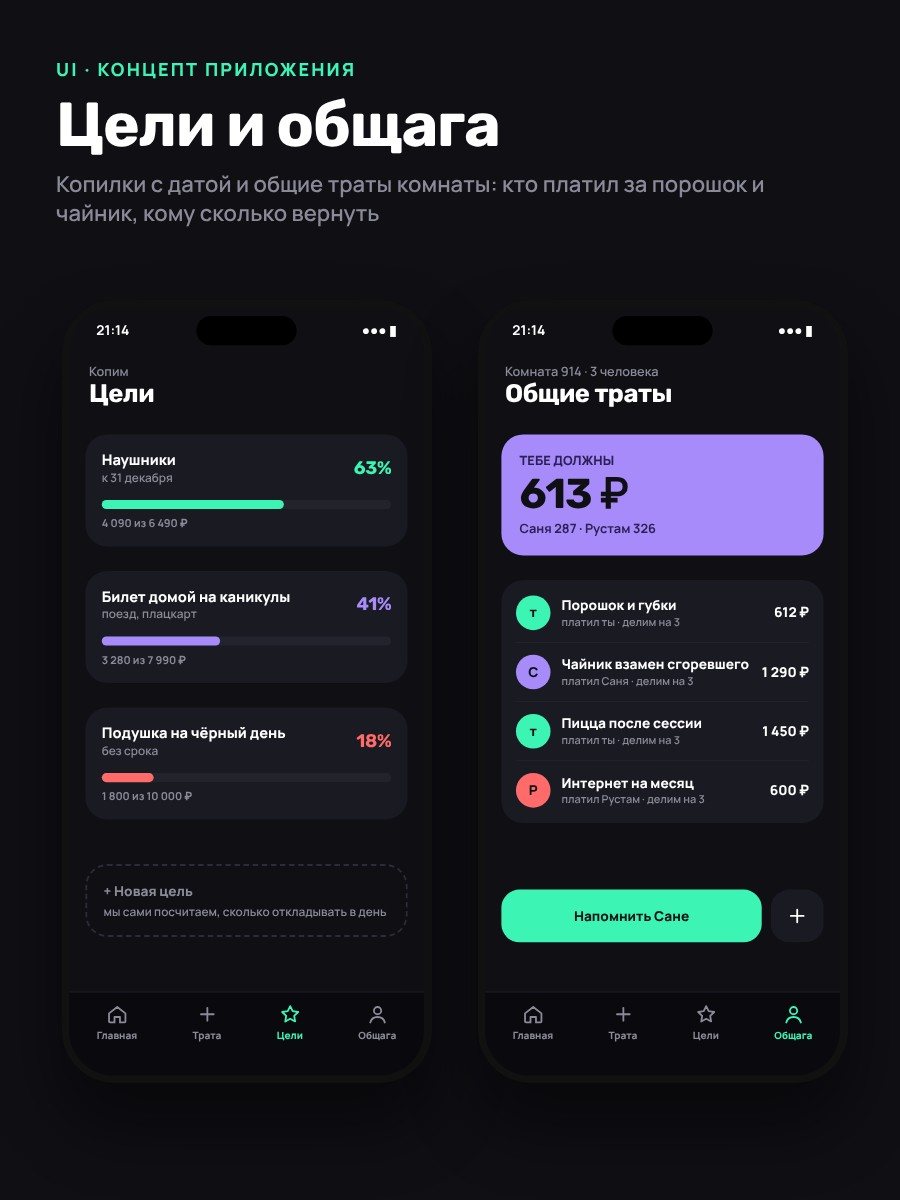 UI · КОНЦЕПТ ПРИЛОЖЕНИЯ
Цели и общага
Копилки с датой и общие траты комнаты: кто платил за порошок и
чайник, кому сколько вернуть
21:14
Копим
Цели
Наушники
к 31 декабря
63%
4 090 из 6 490 ₽
Билет домой на каникулы
поезд, плацкарт
41%
3 280 из 7 990 ₽
Подушка на чёрный день
без срока
18%
1 800 из 10 000 ₽
+ Новая цель
мы сами посчитаем, сколько откладывать в день
Главная
Трата
Цели
Общага
21:14
Комната 914 · 3 человека
Общие траты
ТЕБЕ ДОЛЖНЫ
613 ₽
Саня 287 · Рустам 326
т
Порошок и губки
платил ты · делим на 3
612 ₽
С
Чайник взамен сгоревшего
платил Саня · делим на 3
1 290 ₽
т
Пицца после сессии
платил ты · делим на 3
1 450 ₽
Р
Интернет на месяц
платил Рустам · делим на 3
600 ₽
Напомнить Сане
+
Главная
Трата
Цели
Общага